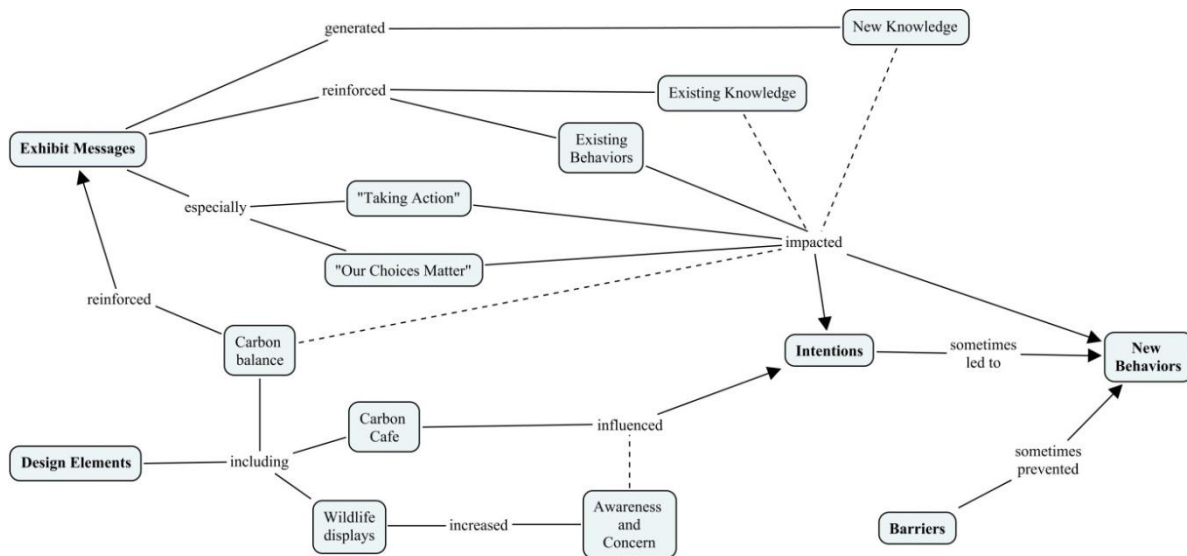 generated
New Knowledge
reinforced
Existing Knowledge
Exhibit Messages
Existing
Behaviors
especially
"Taking Action"
impacted
"Our Choices Matter"
reinforced
Carbon
balance
Intentions
sometimes
led to
New
Behaviors
Carbon
Cafe
influenced
Design Elements
including
sometimes
prevented
Wildlife
displays
increased
Awareness
and
Concern
Barriers